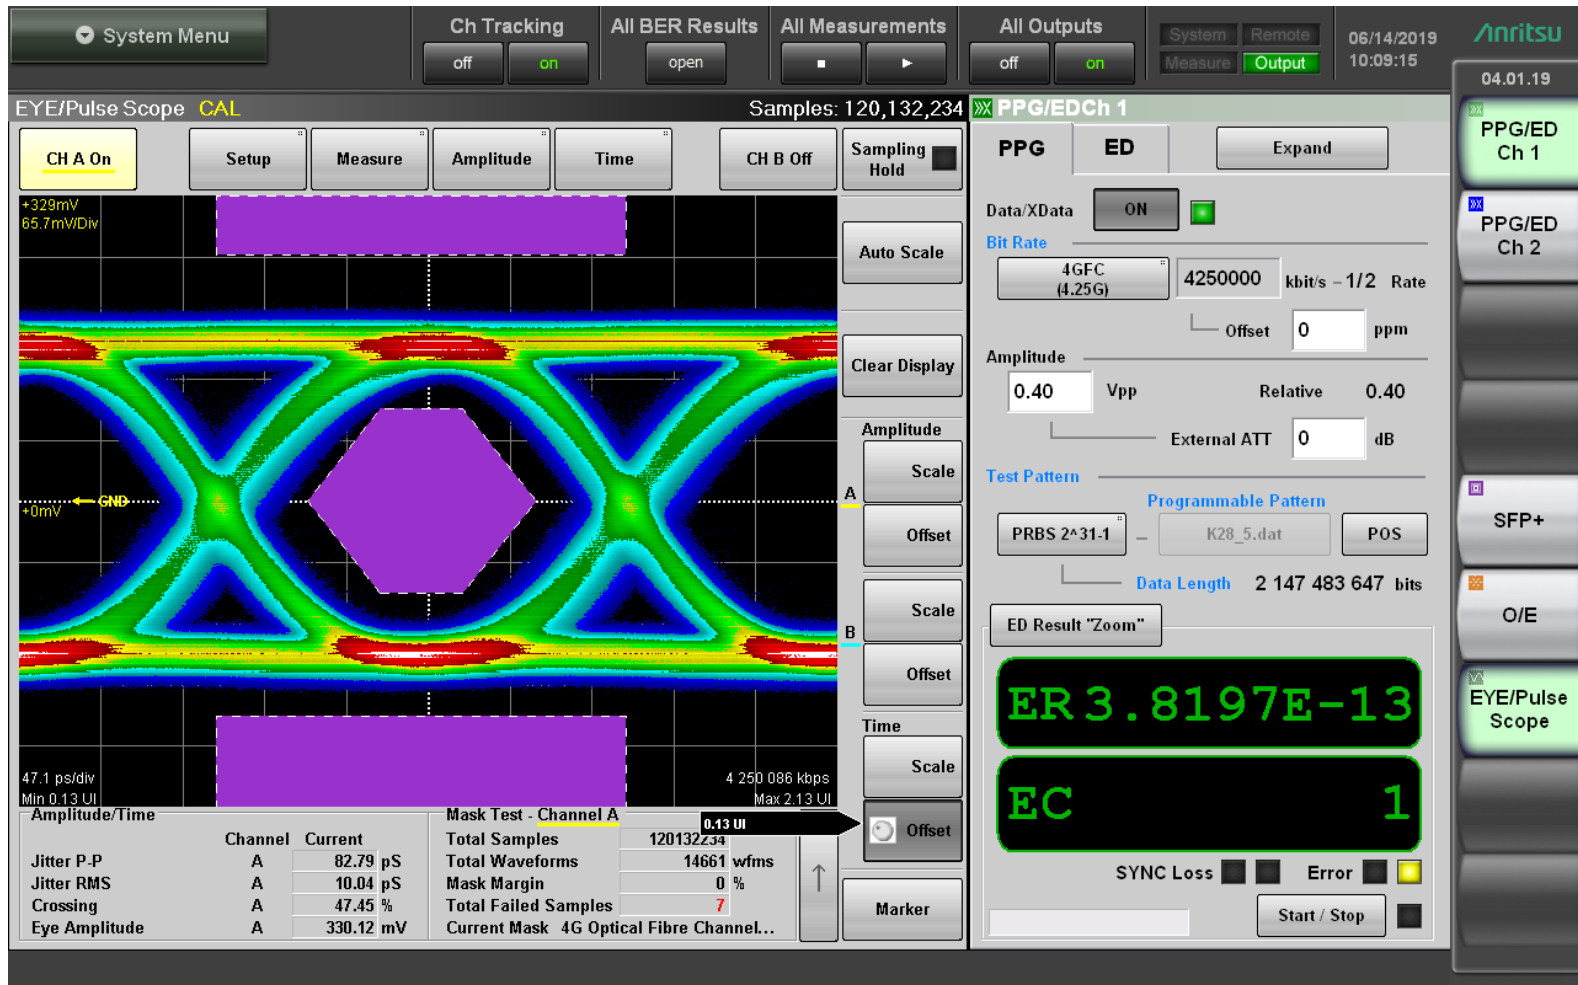 System Menu
Ch Tracking
off on
All BER Results
open
All Measurements
All Outputs
off on
System Remote
Measure Output
06/14/2019
10:09:15
Anritsu
04.01.19
EYE/Pulse Scope CAL Samples: 120,132,234
CH A On Setup Measure Amplitude Time CH B Off
Sampling
Hold
+329mV
65.7mV/Div
GND
+0mV
47.1 ps/div
Min 0.13 UI
4 250 086 kbps
Max 2.13 UI
Auto Scale
Clear Display
Amplitude
A
Scale
Offset
B
Scale
Offset
Time
Scale
Offset
0.13 UI
Marker
Amplitude/Time
Channel Current
Jitter P-P A 82.79 pS
Jitter RMS A 10.04 pS
Crossing A 47.45 %
Eye Amplitude A 330.12 mV
Mask Test - Channel A
Total Samples 120132234
Total Waveforms 14661 wfms
Mask Margin 0 %
Total Failed Samples 7
Current Mask 4G Optical Fibre Channel...
PPG/EDCh 1
PPG ED Expand
Data/XData ON
Bit Rate
4GFC
(4.25G)
4250000 kbit/s – 1/2 Rate
Offset 0 ppm
Amplitude
0.40 Vpp Relative 0.40
External ATT 0 dB
Test Pattern
Programmable Pattern
PRBS 2^31-1 – K28_5.dat POS
Data Length 2 147 483 647 bits
ED Result "Zoom"
ER 3.8197E-13
EC 1
SYNC Loss Error
Start / Stop
PPG/ED
Ch 1
PPG/ED
Ch 2
SFP+
O/E
EYE/Pulse
Scope